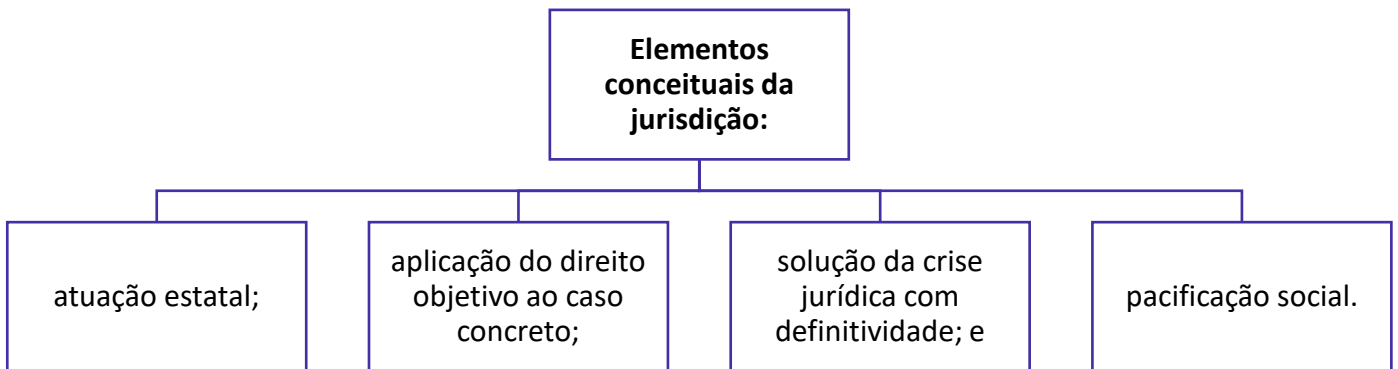 Elementos
conceituais da
jurisdição:
atuação estatal;
aplicação do direito
objetivo ao caso
concreto;
solução da crise
jurídica com
definitividade; e
pacificação social.